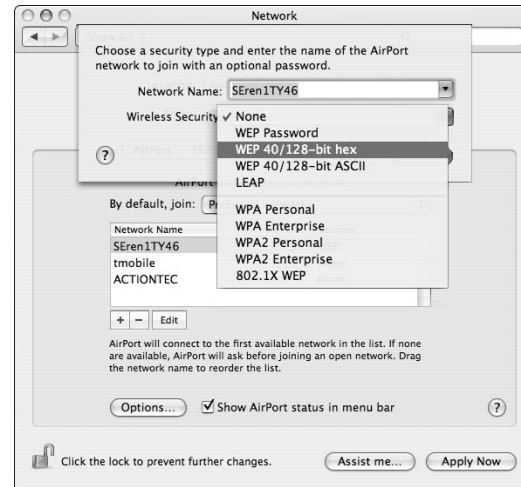 Network
Show All
Choose a security type and enter the name of the AirPort
network to join with an optional password.
Network Name: SEren1TY46
Wireless Security
✓ None
WEP Password
WEP 40/128-bit hex
WEP 40/128-bit ASCII
LEAP
WPA Personal
WPA Enterprise
WPA2 Personal
WPA2 Enterprise
802.1X WEP
?
AirPort
By default, join:
Network Name
SEren1TY46
tmobile
ACTIONTEC
+ − Edit
AirPort will connect to the first available network in the list. If none
are available, AirPort will ask before joining an open network. Drag
the network name to reorder the list.
Options... Show AirPort status in menu bar ?
Click the lock to prevent further changes. Assist me... Apply Now